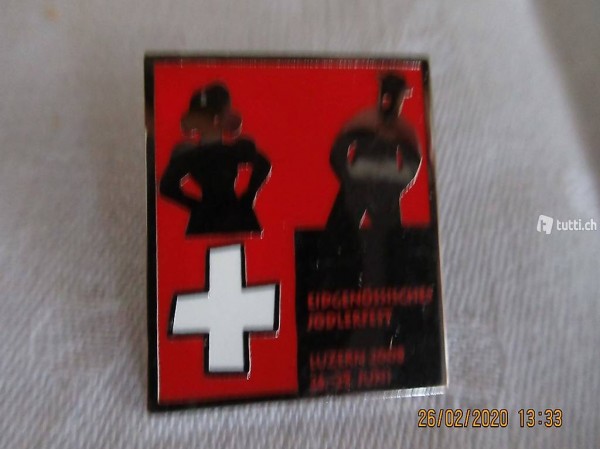 tutti.ch
EIDGENÖSSISCHES
JODLERFEST
LUZERN 2008
26.-29. JUNI
26/02/2020 13:33